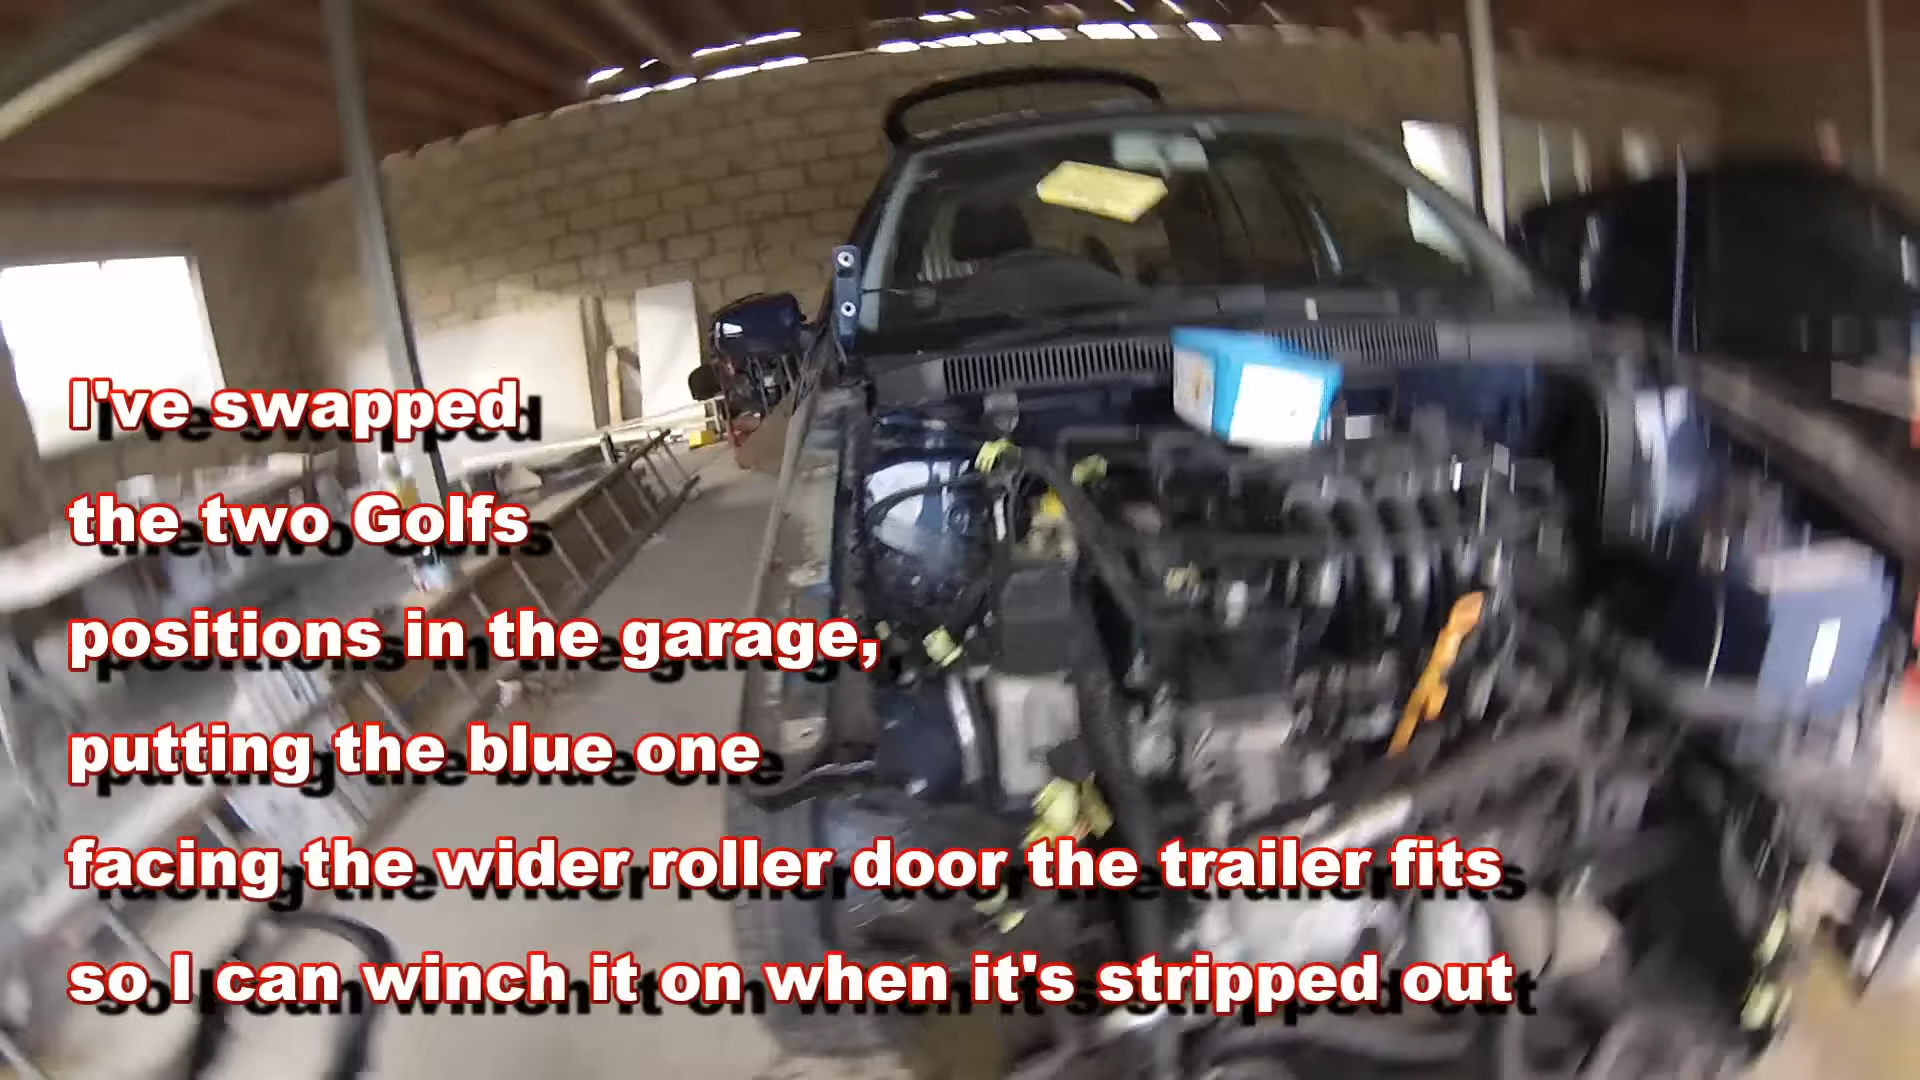 I've swapped
the two Golfs
positions in the garage,
putting the blue one
facing the wider roller door the trailer fits
so I can winch it on when it's stripped out